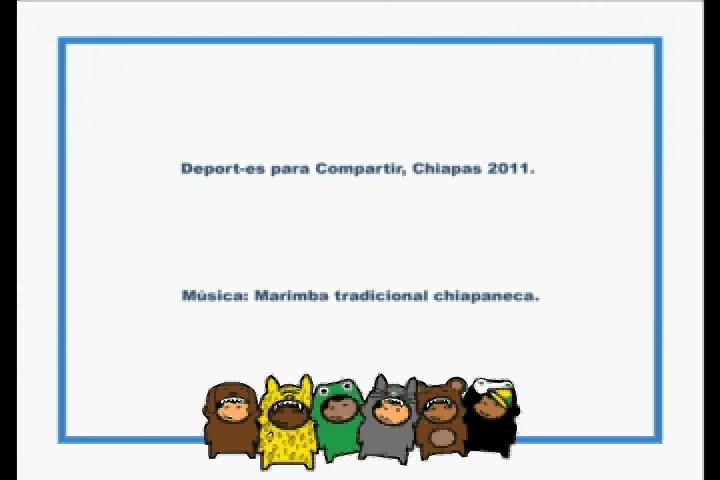 Deport-es para Compartir, Chiapas 2011.
Música: Marimba tradicional chiapaneca.